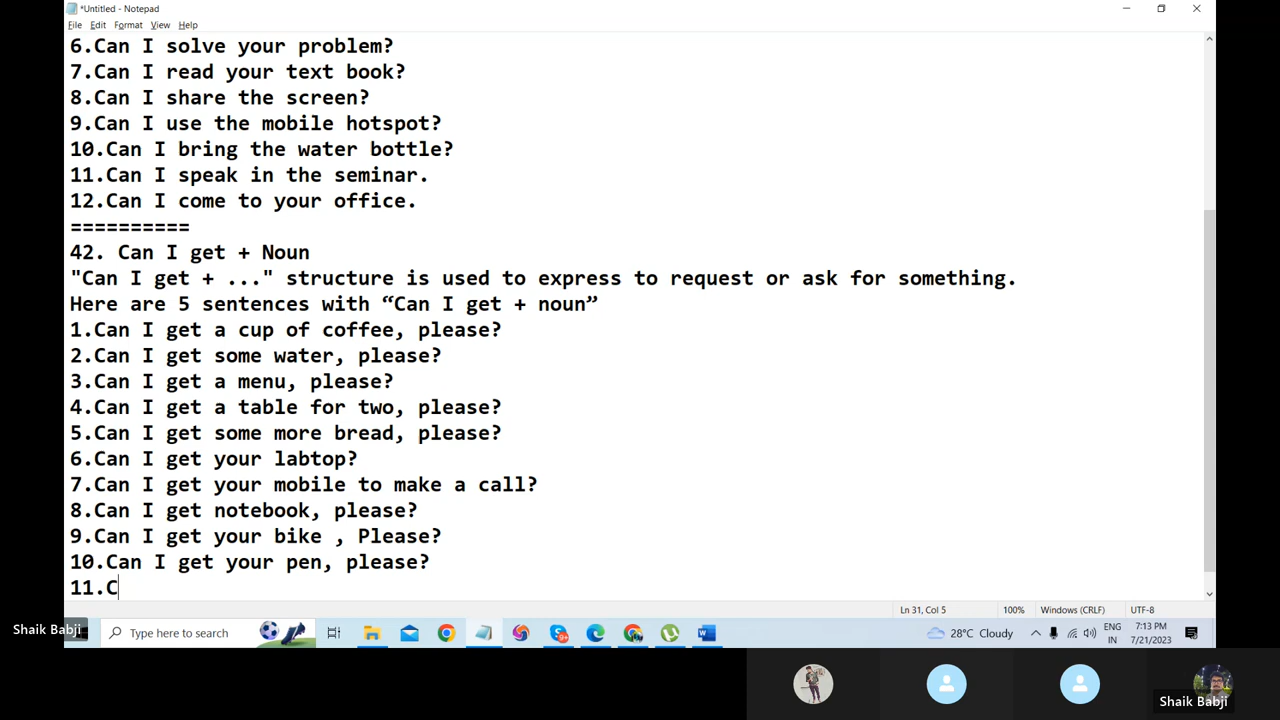 *Untitled - Notepad
File Edit Format View Help
6.Can I solve your problem?
7.Can I read your text book?
8.Can I share the screen?
9.Can I use the mobile hotspot?
10.Can I bring the water bottle?
11.Can I speak in the seminar.
12.Can I come to your office.
==========
42. Can I get + Noun
"Can I get + ..." structure is used to express to request or ask for something.
Here are 5 sentences with “Can I get + noun”
1.Can I get a cup of coffee, please?
2.Can I get some water, please?
3.Can I get a menu, please?
4.Can I get a table for two, please?
5.Can I get some more bread, please?
6.Can I get your labtop?
7.Can I get your mobile to make a call?
8.Can I get notebook, please?
9.Can I get your bike , Please?
10.Can I get your pen, please?
11.C
Ln 31, Col 5 100% Windows (CRLF) UTF-8
Shaik Babji
Type here to search
28°C Cloudy
ENG
IN
7:13 PM
7/21/2023
Shaik Babji